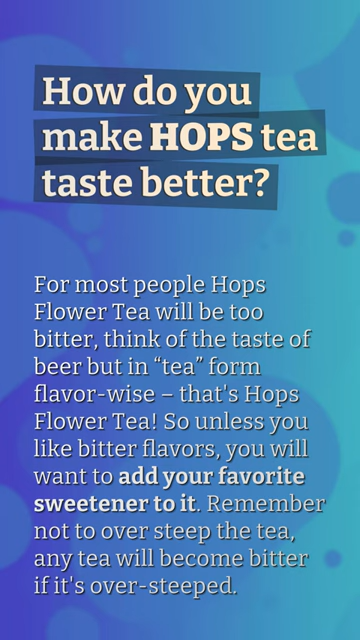 How do you
make HOPS tea
taste better?
For most people Hops
Flower Tea will be too
bitter, think of the taste of
beer but in “tea” form
flavor-wise – that's Hops
Flower Tea! So unless you
like bitter flavors, you will
want to add your favorite
sweetener to it. Remember
not to over steep the tea,
any tea will become bitter
if it's over-steeped.